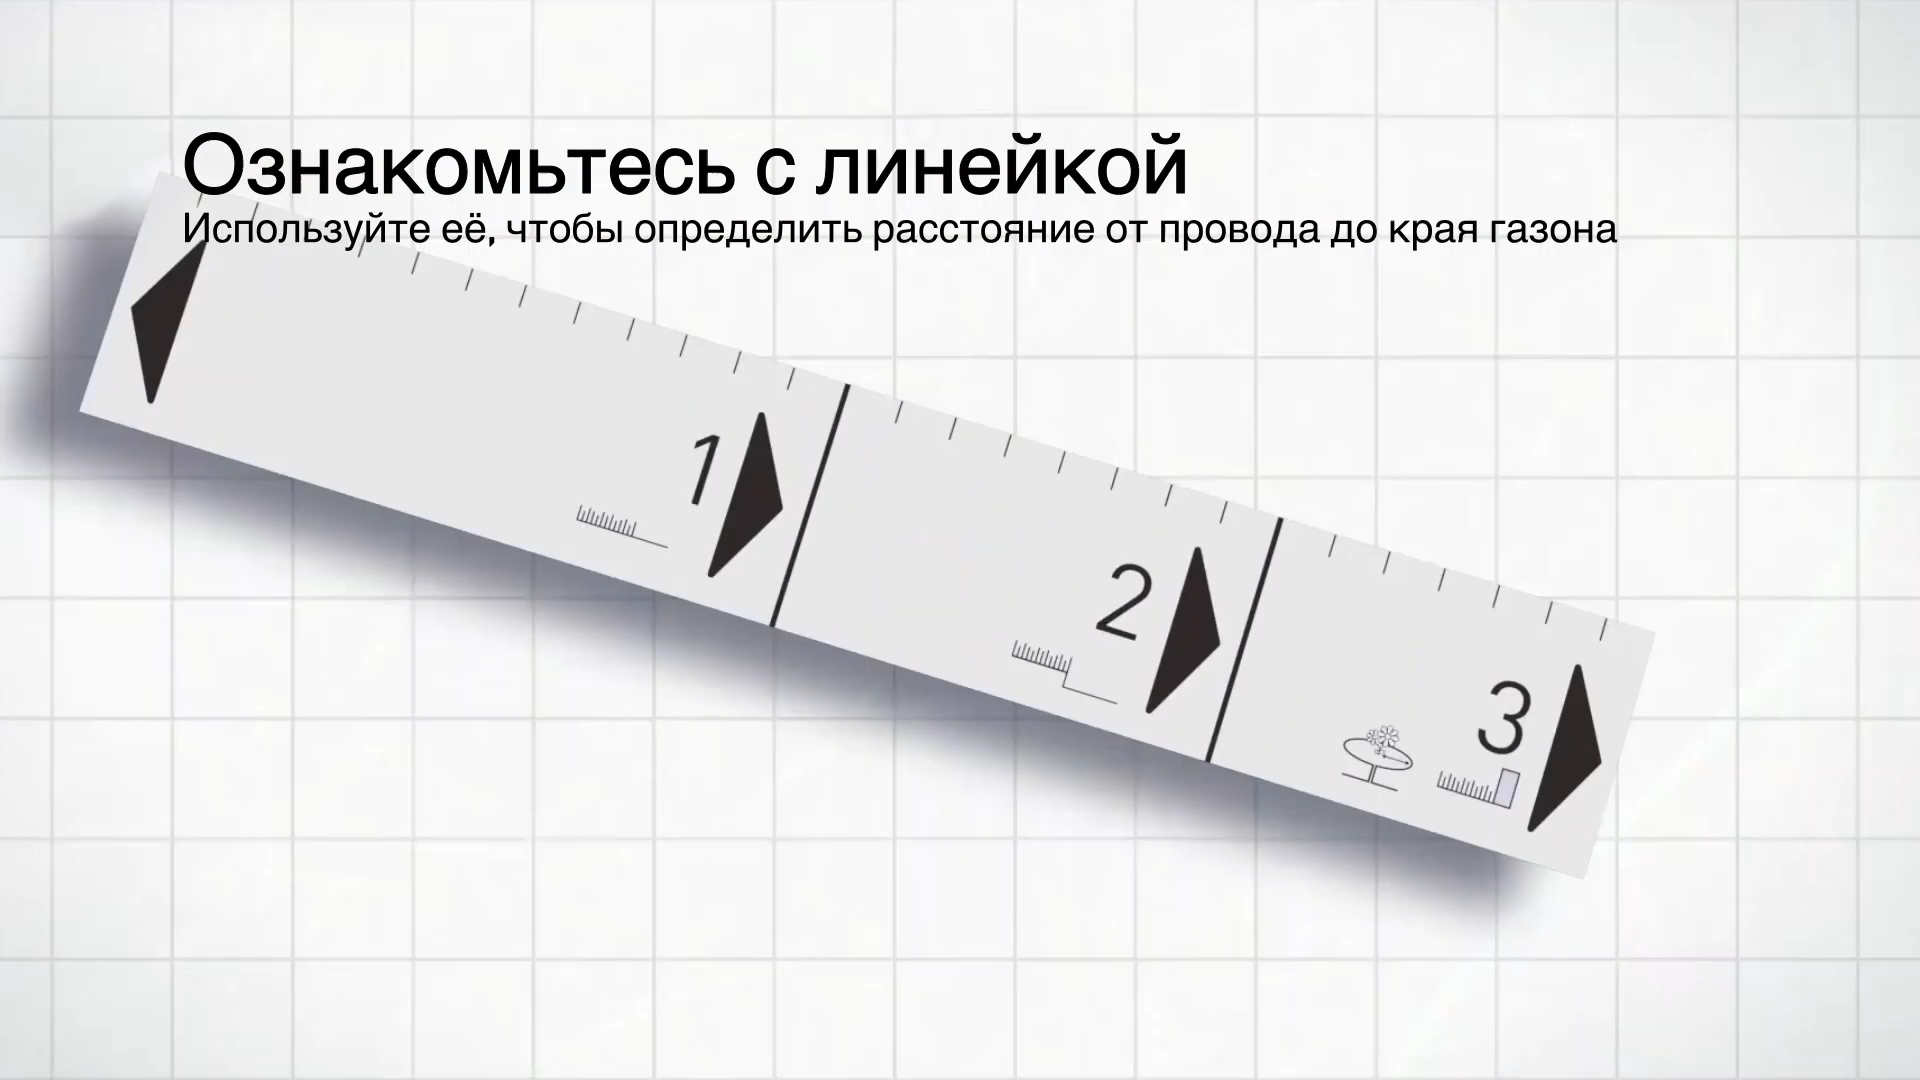 Ознакомьтесь с линейкой
Используйте её, чтобы определить расстояние от провода до края газона
1
2
3